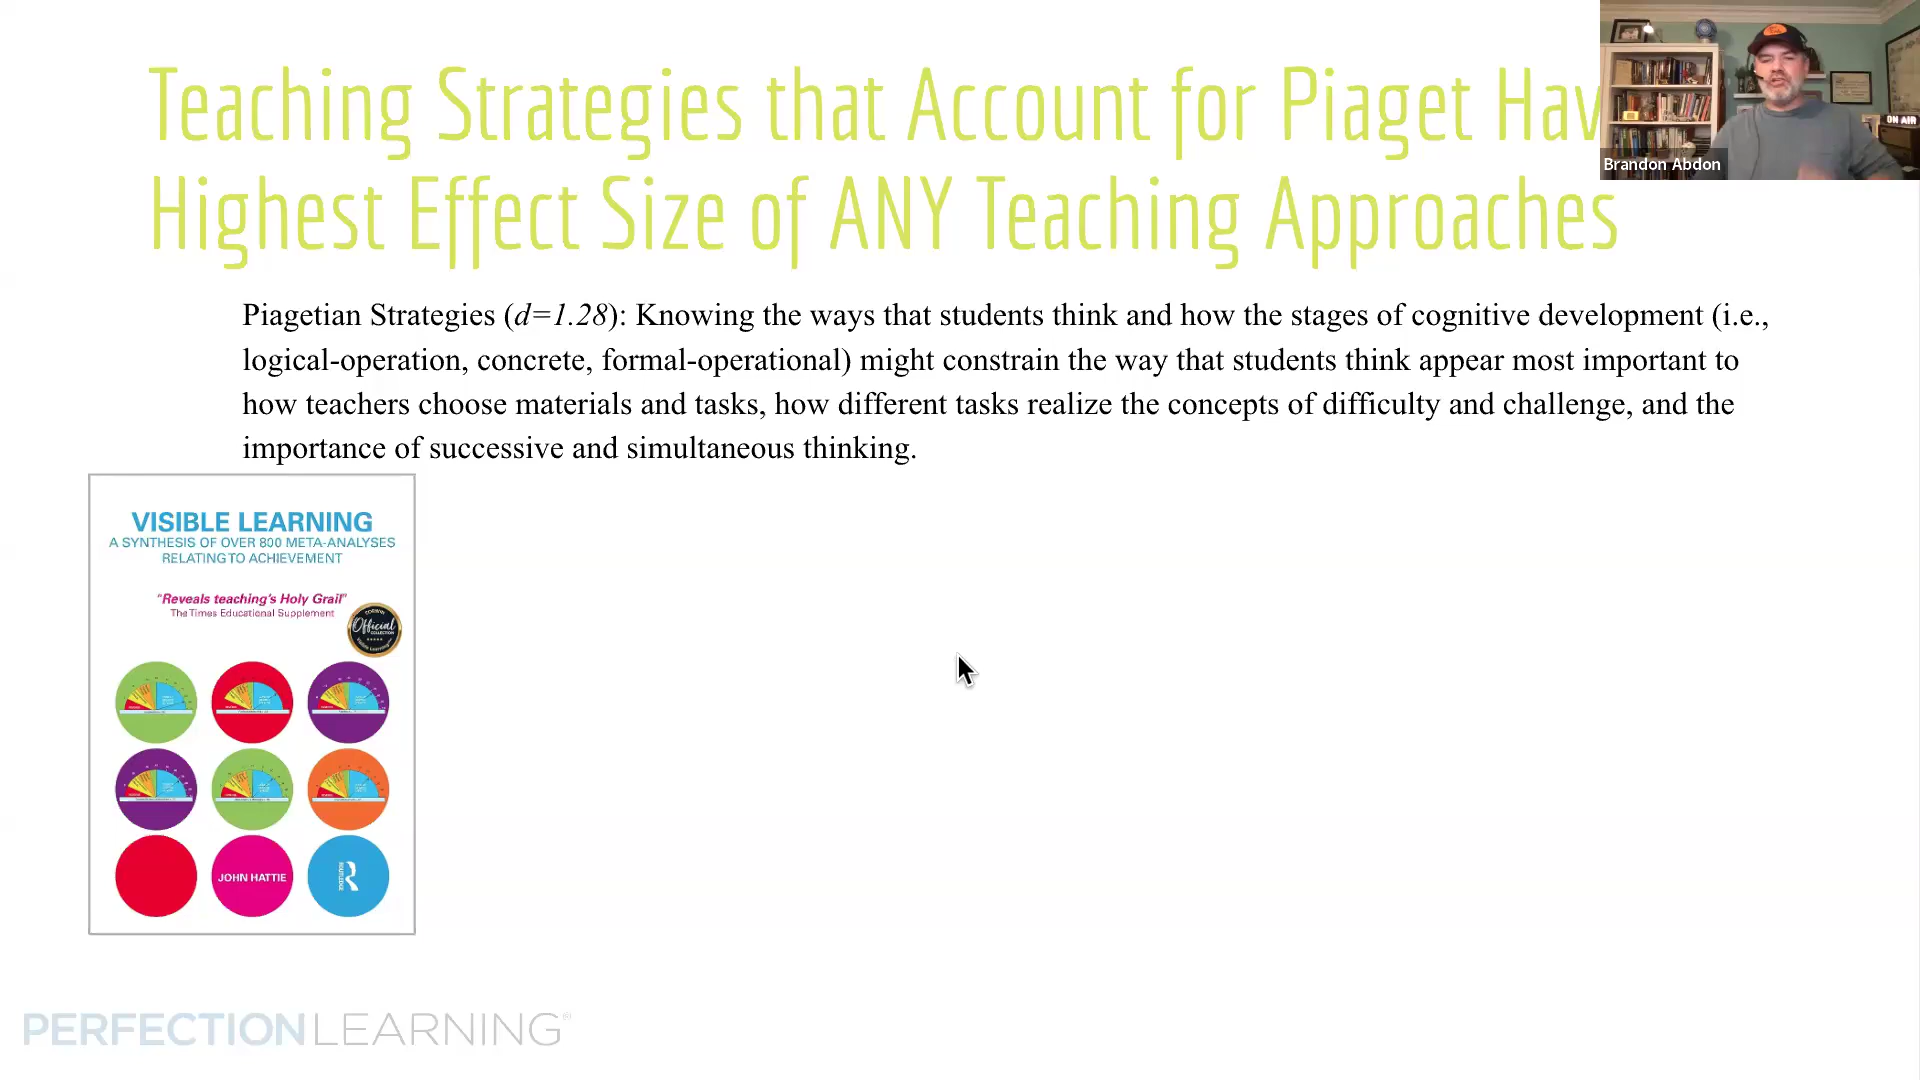 Teaching Strategies that Account for Piaget Hav
Highest Effect Size of ANY Teaching Approaches
ON AIR
Brandon Abdon
Piagetian Strategies (d=1.28): Knowing the ways that students think and how the stages of cognitive development (i.e.,
logical-operation, concrete, formal-operational) might constrain the way that students think appear most important to
how teachers choose materials and tasks, how different tasks realize the concepts of difficulty and challenge, and the
importance of successive and simultaneous thinking.
VISIBLE LEARNING
A SYNTHESIS OF OVER 800 META-ANALYSES
RELATING TO ACHIEVEMENT
"Reveals teaching's Holy Grail"
The Times Educational Supplement
Official
COLLECTION
JOHN HATTIE
ROUTLEDGE
PERFECTION LEARNING®